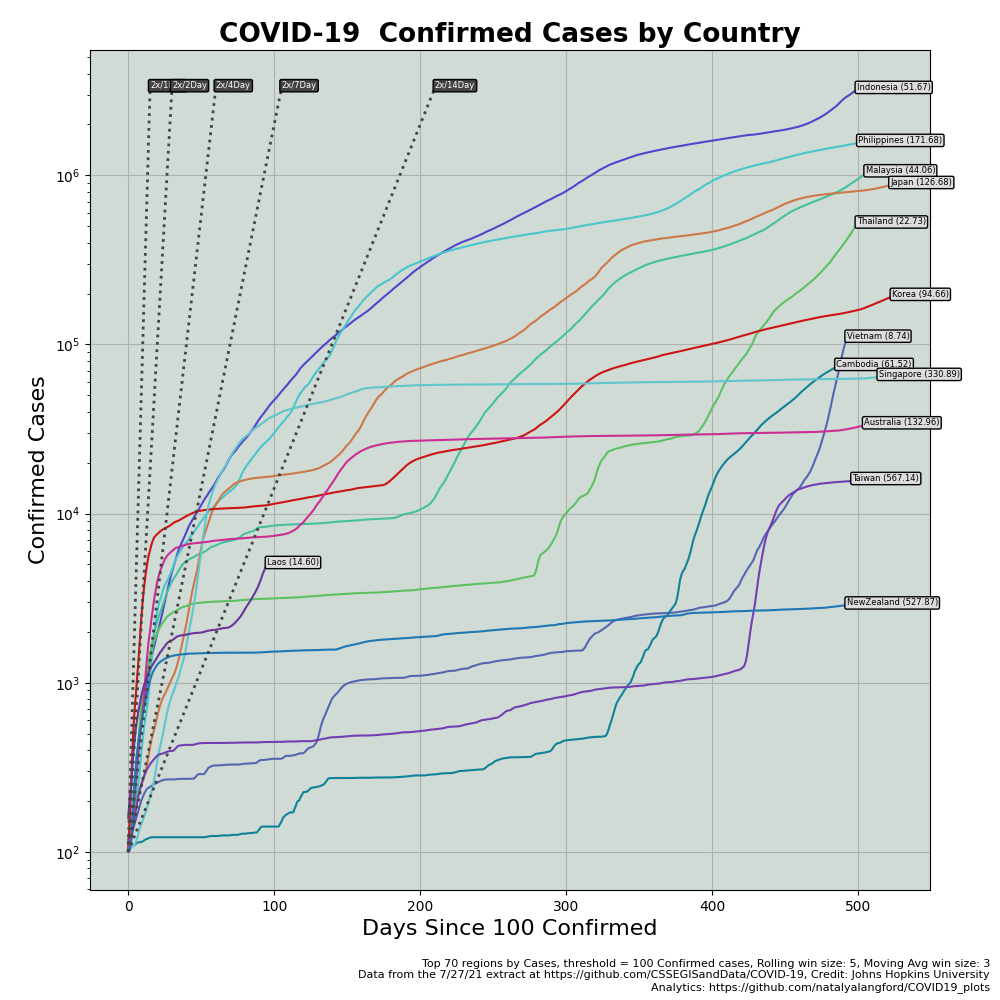 COVID-19 Confirmed Cases by Country
2x/2Day
2x/4Day
2x/7Day
2x/14Day
Indonesia (51.67)
Philippines (171.68)
Malaysia (44.06)
Japan (126.68)
Thailand (22.73)
Korea (94.66)
Vietnam (8.74)
Cambodia (61.52)
Singapore (330.89)
Australia (132.96)
Taiwan (567.14)
Laos (14.60)
NewZealand (527.87)
Confirmed Cases
10^6
10^5
10^4
10^3
10^2
0 100 200 300 400 500
Days Since 100 Confirmed
Top 70 regions by Cases, threshold = 100 Confirmed cases, Rolling win size: 5, Moving Avg win size: 3
Data from the 7/27/21 extract at https://github.com/CSSEGISandData/COVID-19, Credit: Johns Hopkins University
Analytics: https://github.com/natalyalangford/COVID19_plots